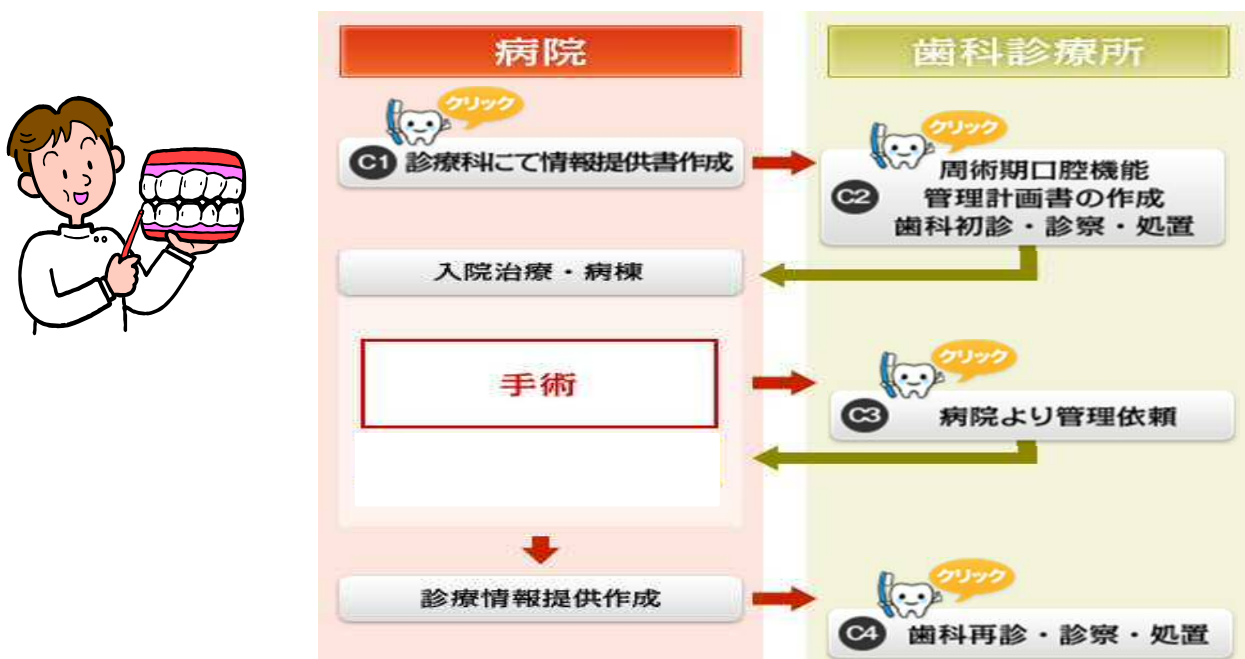 病院
歯科診療所
クリック
C1 診療科にて情報提供書作成
クリック
C2
周術期口腔機能
管理計画書の作成
歯科初診・診察・処置
入院治療・病棟
手術
クリック
C3 病院より管理依頼
診療情報提供作成
クリック
C4 歯科再診・診察・処置